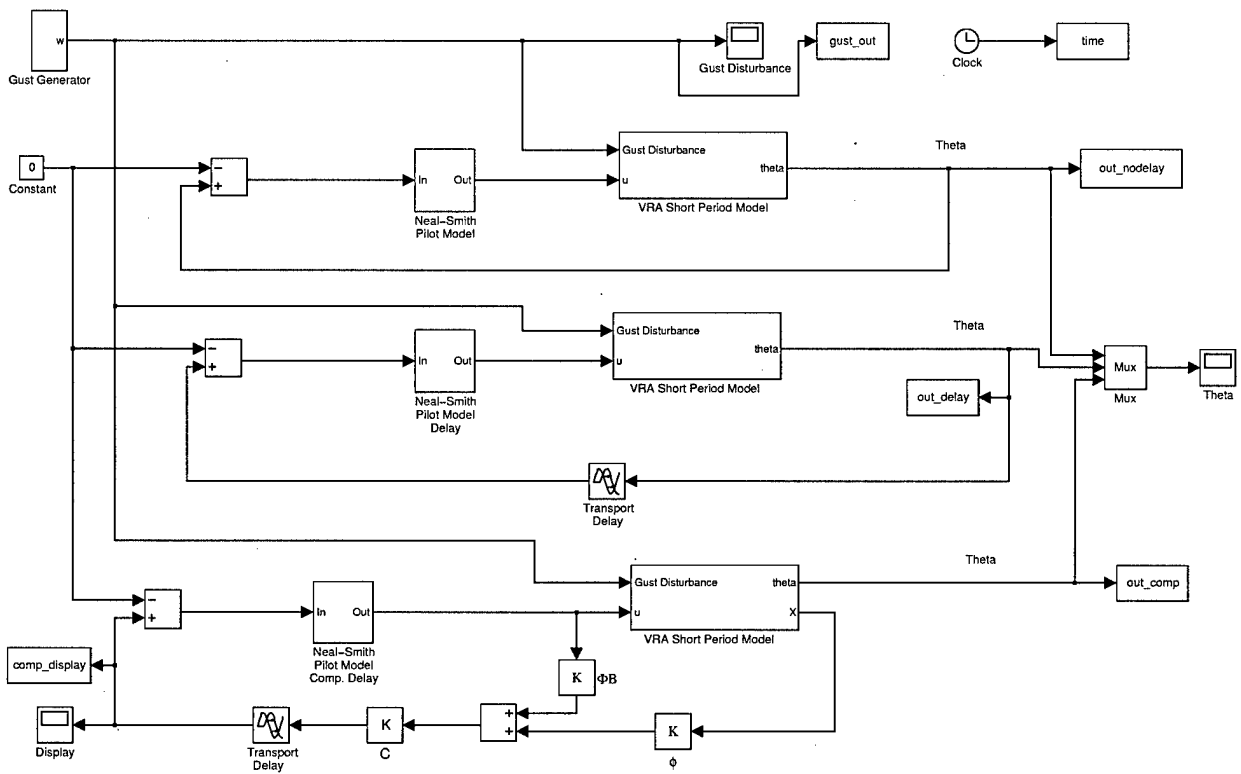 w
Gust Generator
Gust Disturbance
gust_out
Clock
time
0
Constant
−
+
In Out
Neal−Smith
Pilot Model
Gust Disturbance
u
theta
VRA Short Period Model
Theta
out_nodelay
−
+
In Out
Neal−Smith
Pilot Model
Delay
Gust Disturbance
u
theta
VRA Short Period Model
Theta
out_delay
Mux
Mux
Theta
Transport
Delay
−
+
In Out
Neal−Smith
Pilot Model
Comp. Delay
Gust Disturbance
u
theta
X
VRA Short Period Model
Theta
out_comp
comp_display
Display
Transport
Delay
K
C
+
+
K
ΦB
K
ϕ